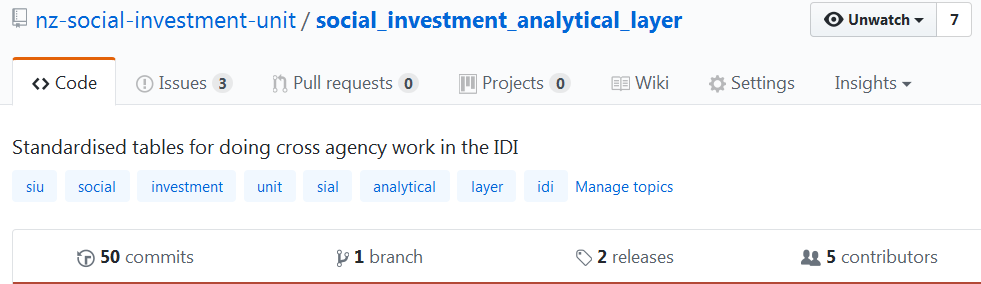 nz-social-investment-unit / social_investment_analytical_layer Unwatch 7
Code Issues 3 Pull requests 0 Projects 0 Wiki Settings Insights
Standardised tables for doing cross agency work in the IDI
siu social investment unit sial analytical layer idi Manage topics
50 commits 1 branch 2 releases 5 contributors